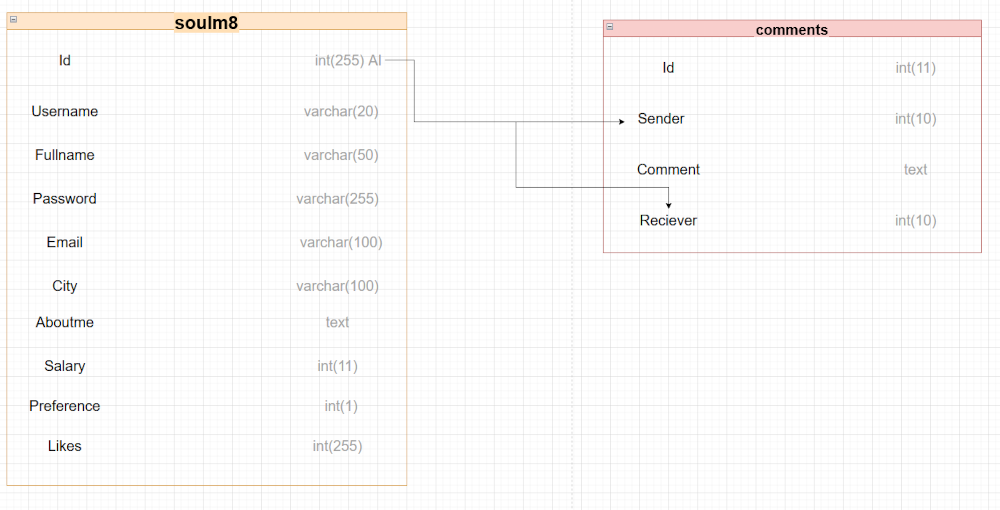 soulm8
Id int(255) AI
Username varchar(20)
Fullname varchar(50)
Password varchar(255)
Email varchar(100)
City varchar(100)
Aboutme text
Salary int(11)
Preference int(1)
Likes int(255)
comments
Id int(11)
Sender int(10)
Comment text
Reciever int(10)